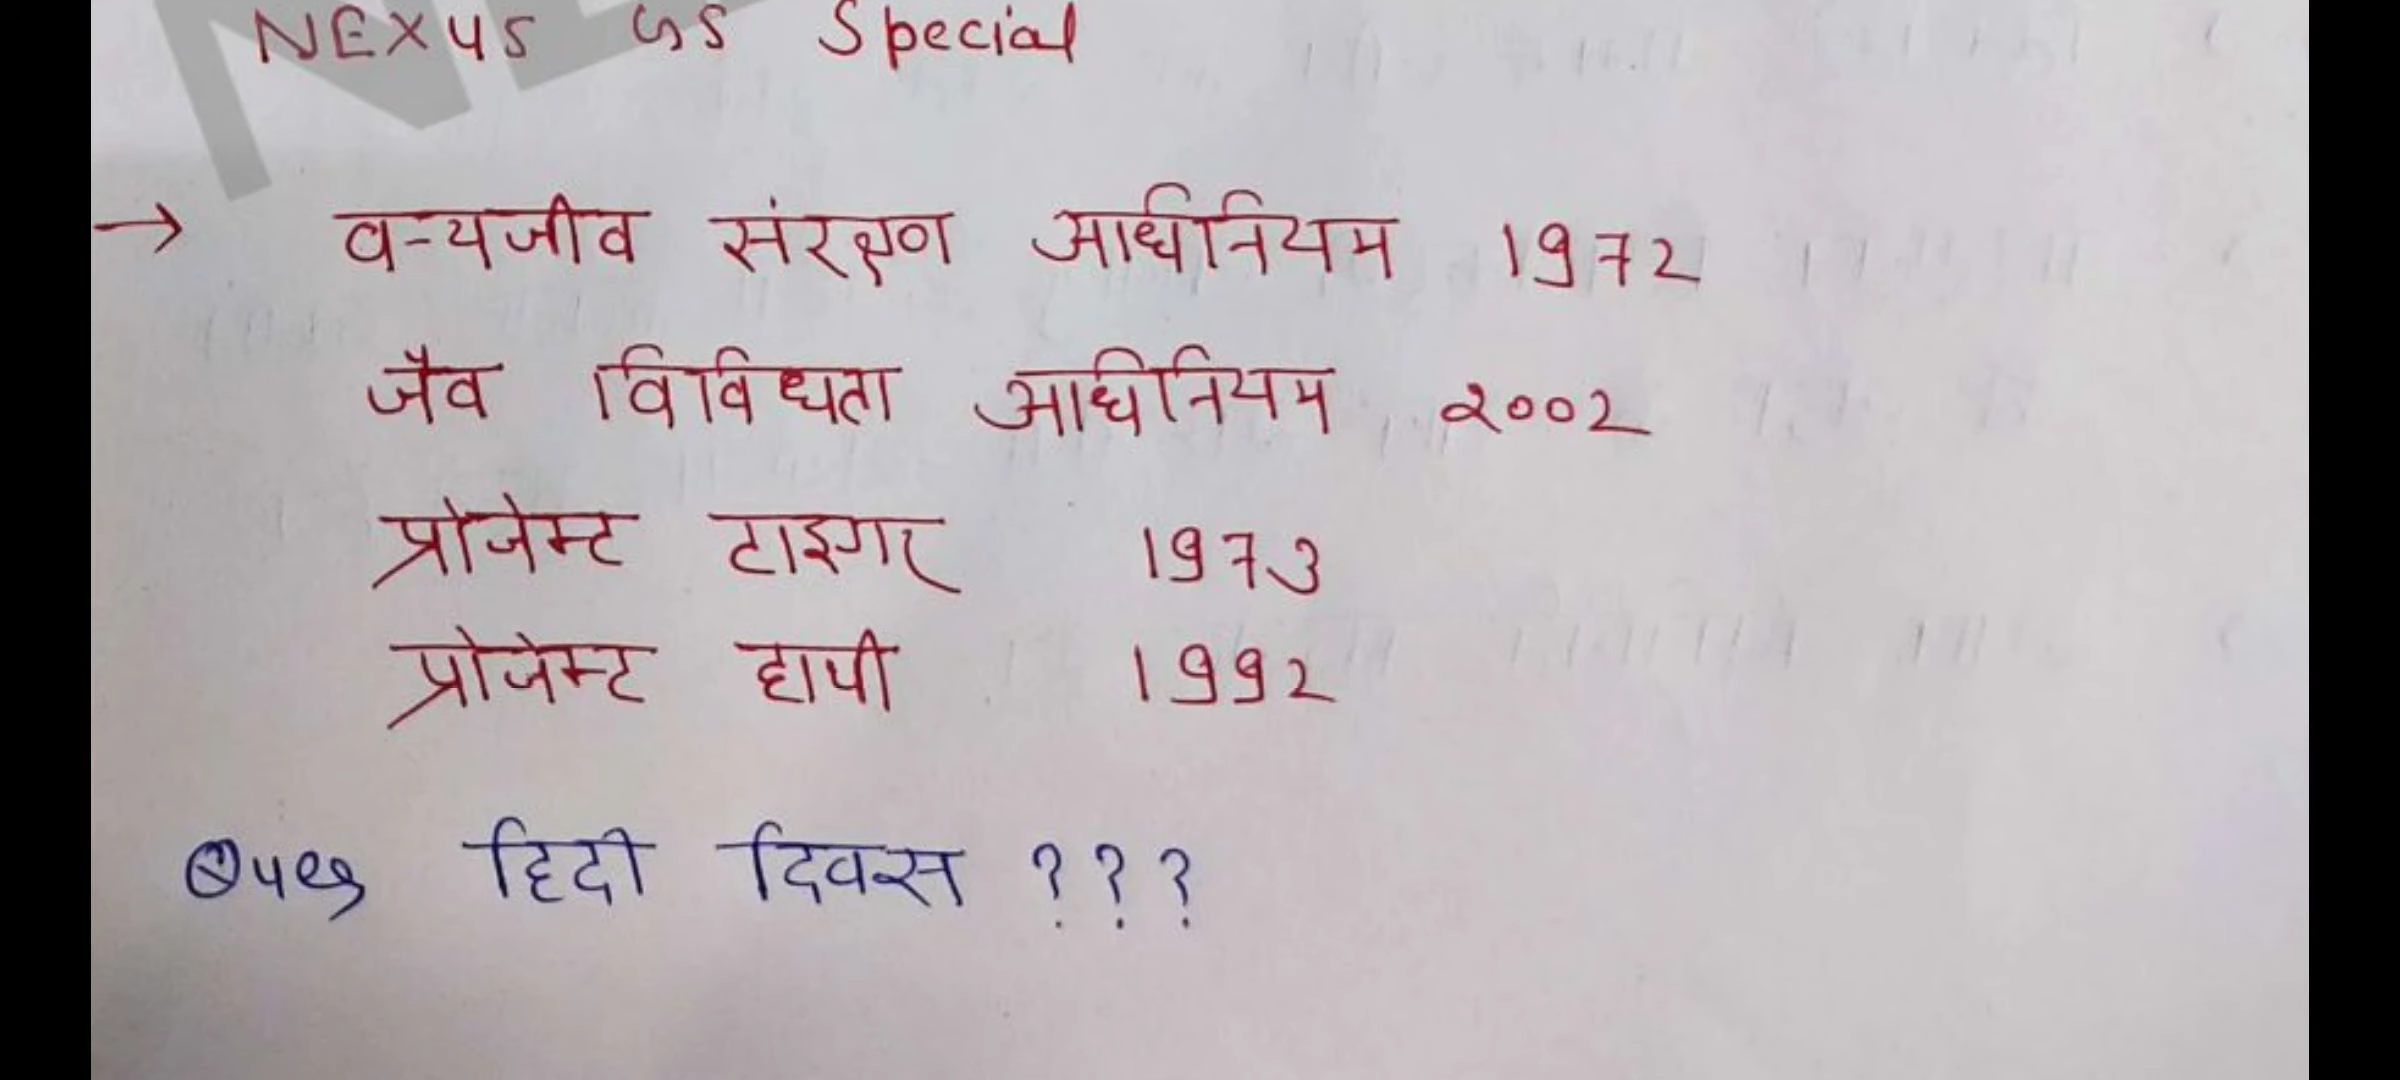 NEXUS GS Special
→ वन्यजीव संरक्षण अधिनियम 1972
जैव विविधता अधिनियम 2002
प्रोजेक्ट टाइगर 1973
प्रोजेक्ट हाथी 1992
Ques हिंदी दिवस ???